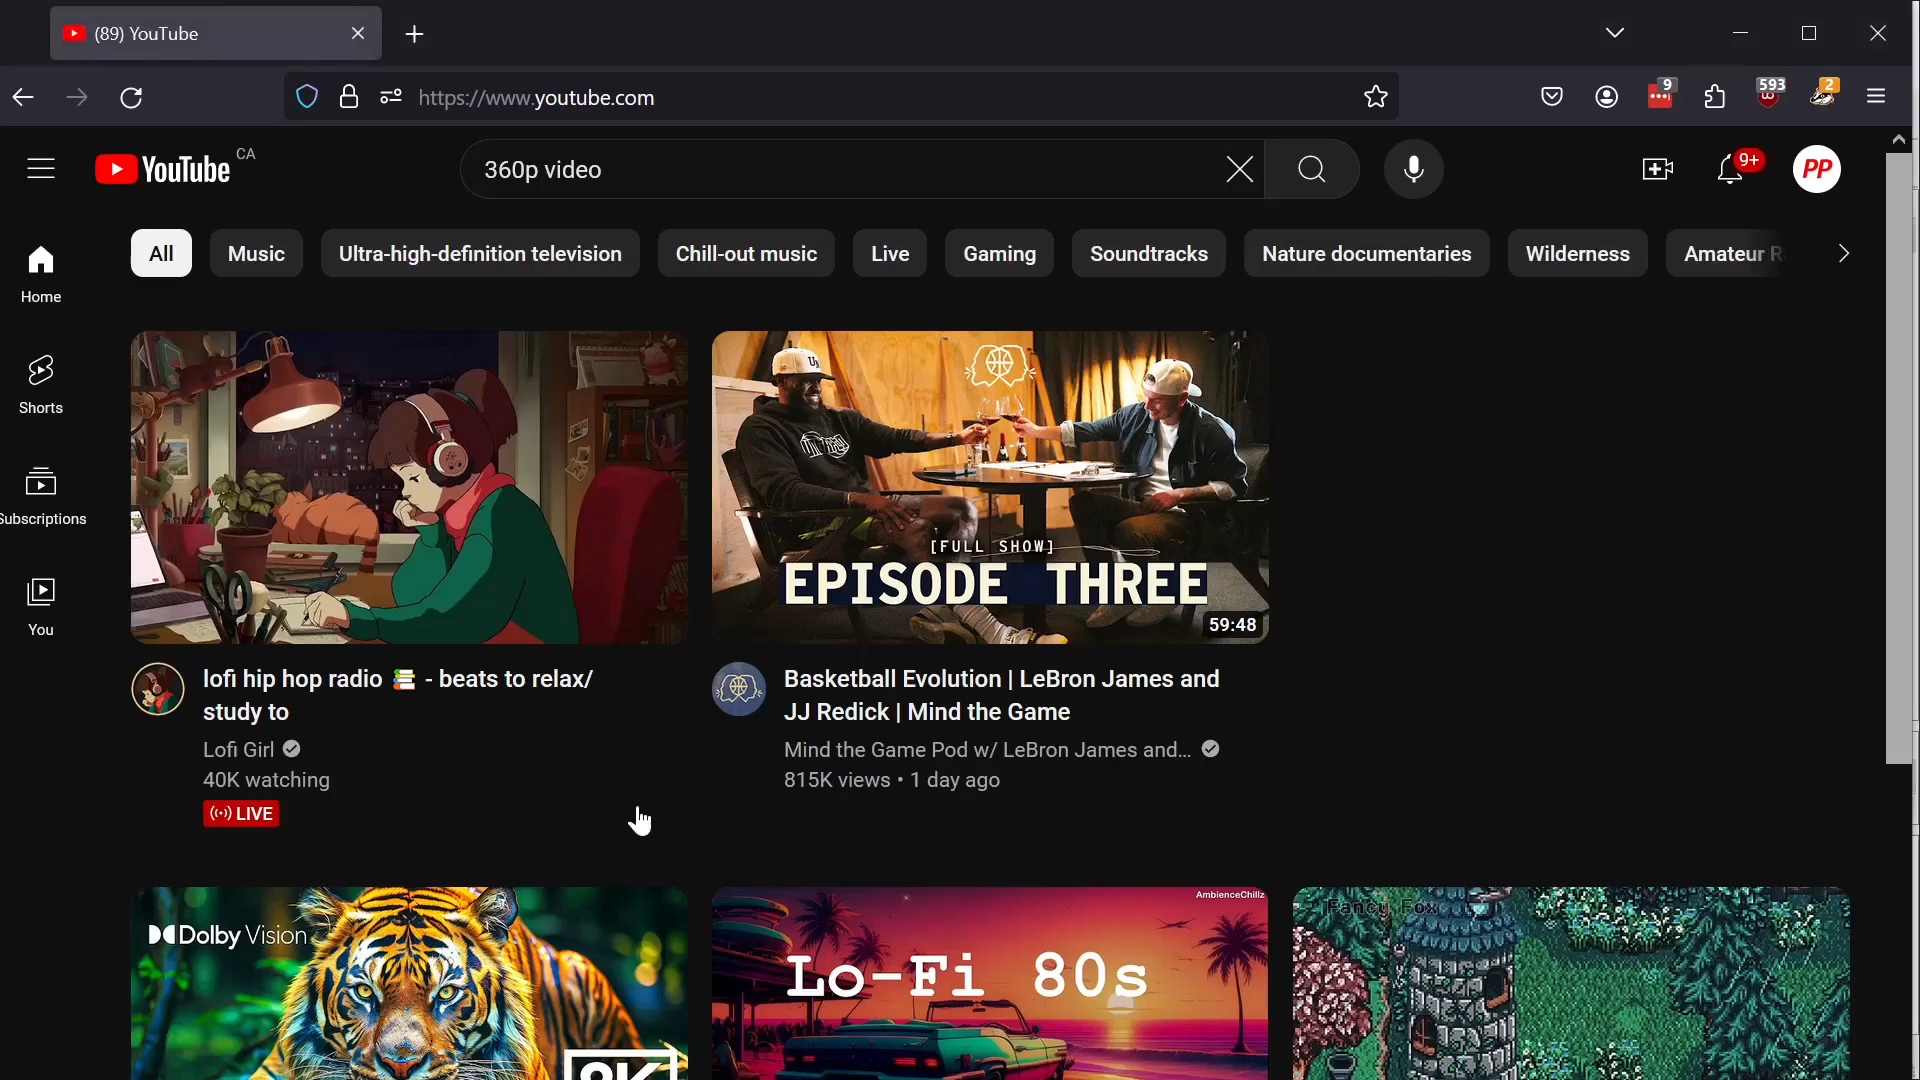 (89) YouTube
9
593
2
https://www.youtube.com
YouTube CA
360p video
9+
PP
All
Music
Ultra-high-definition television
Chill-out music
Live
Gaming
Soundtracks
Nature documentaries
Wilderness
Amateur R
Home
Shorts
Subscriptions
You
[FULL SHOW]
EPISODE THREE
59:48
lofi hip hop radio 📚 - beats to relax/
study to
Lofi Girl
40K watching
LIVE
Basketball Evolution | LeBron James and
JJ Redick | Mind the Game
Mind the Game Pod w/ LeBron James and...
815K views • 1 day ago
Dolby Vision
8K
AmbienceChillz
Lo-Fi 80s
Fancy Fox